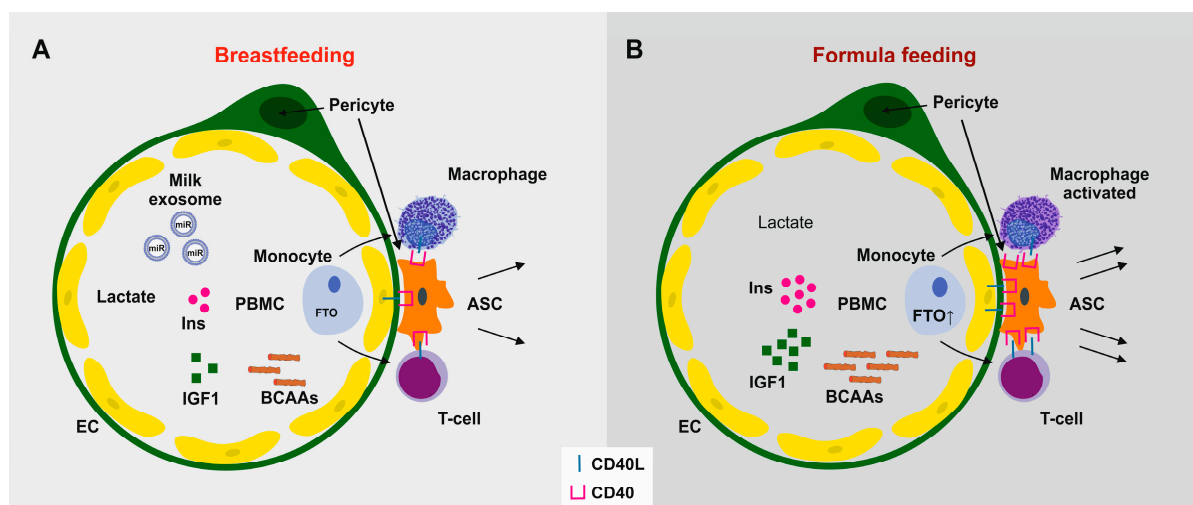 A
Breastfeeding
Pericyte
Macrophage
Milk
exosome
miR
miR
miR
Monocyte
Lactate
Ins
PBMC
FTO
ASC
IGF1
BCAAs
EC
T-cell
B
Formula feeding
Pericyte
Macrophage
activated
Lactate
Monocyte
Ins
PBMC
FTO↑
ASC
IGF1
BCAAs
EC
T-cell
CD40L
CD40